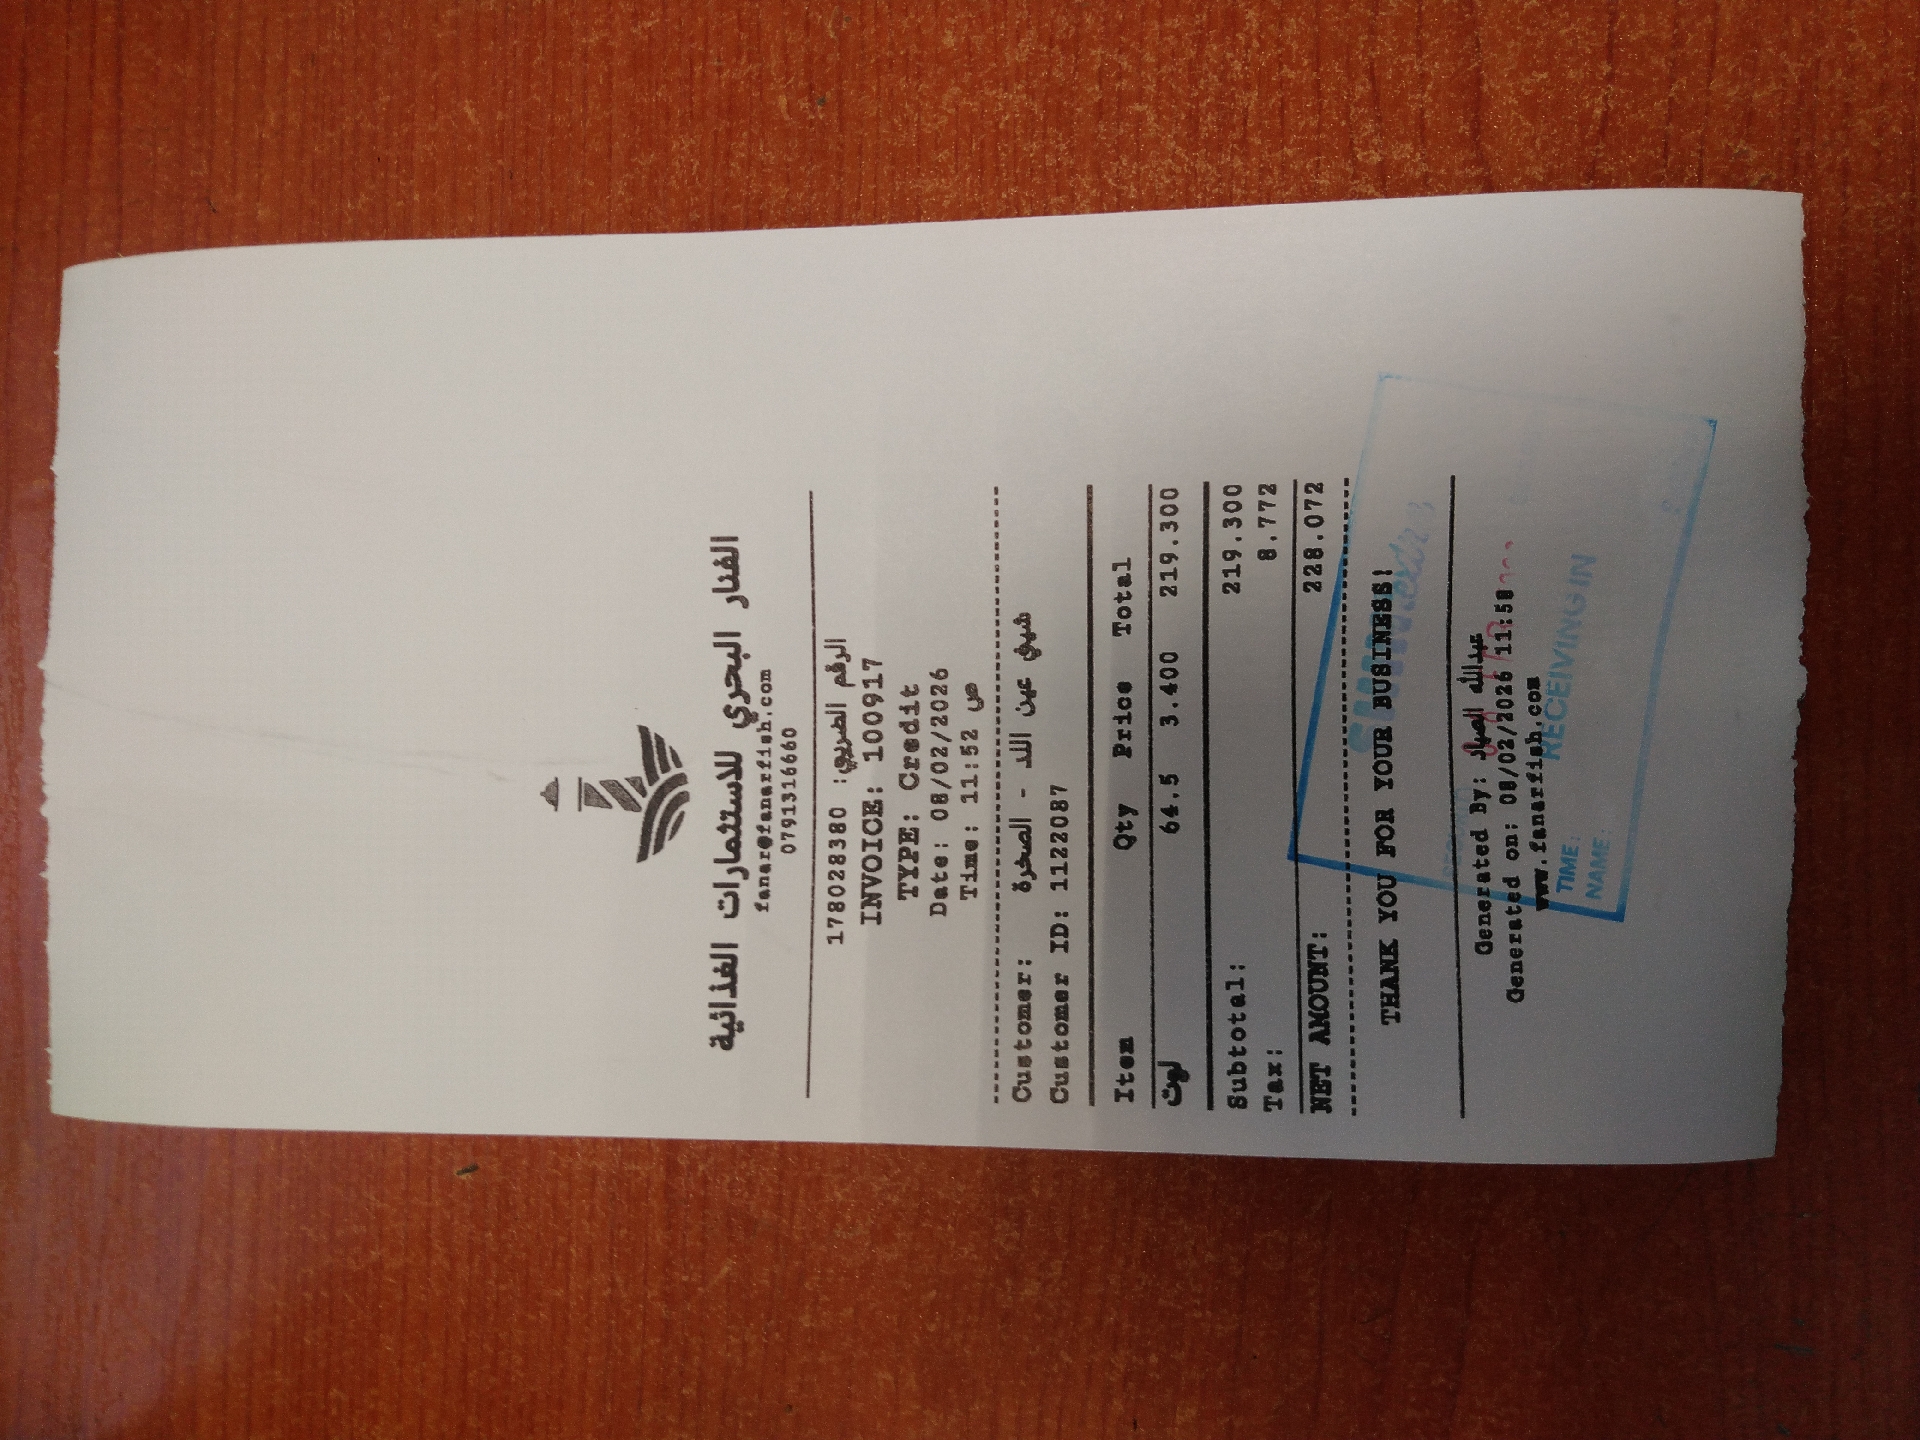 الفنار البحري للاستثمارات الغذائية
fanar@fanarfish.com
0791316660
الرقم الضريبي: 178028380
INVOICE: 100917
TYPE: Credit
Date: 08/02/2026
Time: 11:52 ص
Customer: شيبي عين اللد - الصخرة
Customer ID: 1122087
Item Qty Price Total
لوت 64.5 3.400 219.300
Subtotal: 219.300
Tax: 8.772
NET AMOUNT: 228.072
THANK YOU FOR YOUR BUSINESS!
Generated By: عبدالله الصياد
Generated on: 08/02/2026 11:58
www.fanarfish.com
RECEIVING IN
TIME:
NAME: